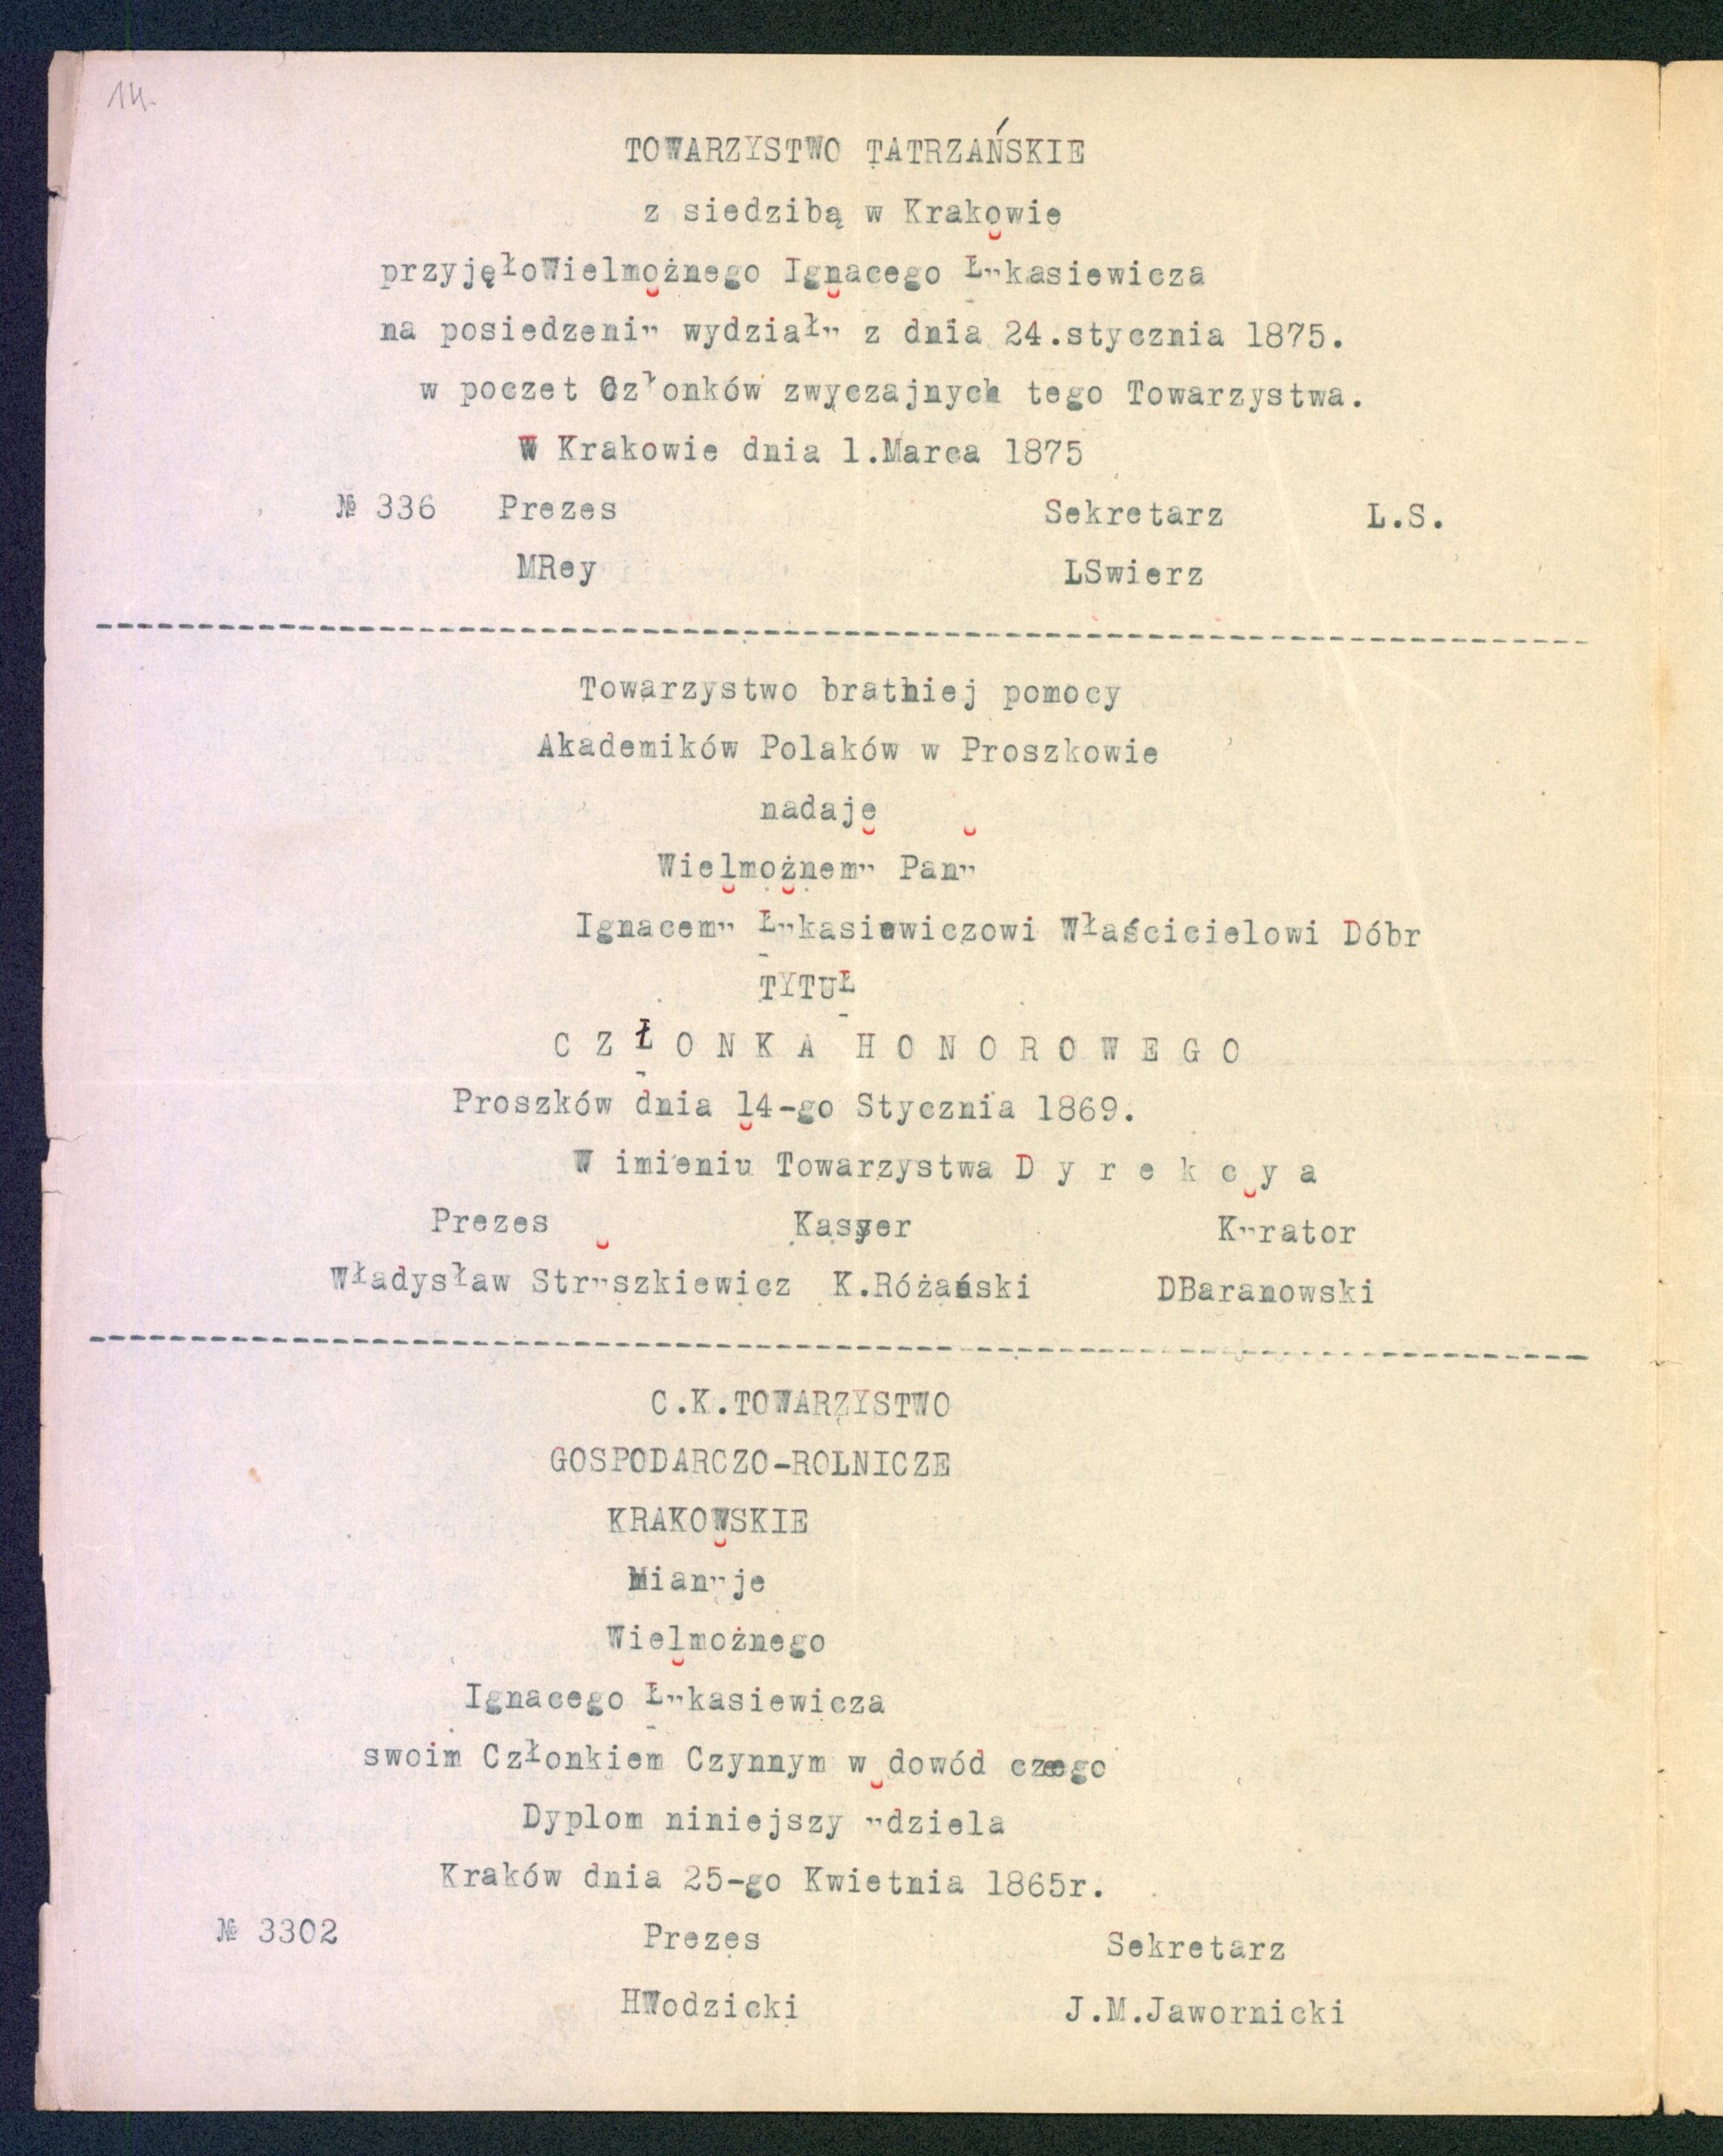 14.
TOWARZYSTWO TATRZAŃSKIE
z siedzibą w Krakowie
przyjęłoWielmożnego Ignacego Łukasiewicza
na posiedzeniu wydziału z dnia 24.stycznia 1875.
w poczet Członków zwyczajnych tego Towarzystwa.
W Krakowie dnia 1.Marca 1875
№ 336 Prezes Sekretarz L.S.
MRey LSwierz
Towarzystwo bratniej pomocy
Akademików Polaków w Proszkowie
nadaje
Wielmożnemu Panu
Ignacemu Łukasiewiczowi Właścicielowi Dóbr
TYTUŁ
CZŁONKA HONOROWEGO
Proszków dnia 14-go Stycznia 1869.
W imieniu Towarzystwa Dyrekcya
Prezes Kasyer Kurator
Władysław Struszkiewicz K.Różański DBaranowski
C.K.TOWARZYSTWO
GOSPODARCZO-ROLNICZE
KRAKOWSKIE
Mianuje
Wielmożnego
Ignacego Łukasiewicza
swoim Członkiem Czynnym w dowód czego
Dyplom niniejszy udziela
Kraków dnia 25-go Kwietnia 1865r.
№ 3302 Prezes Sekretarz
HWodzicki J.M.Jawornicki